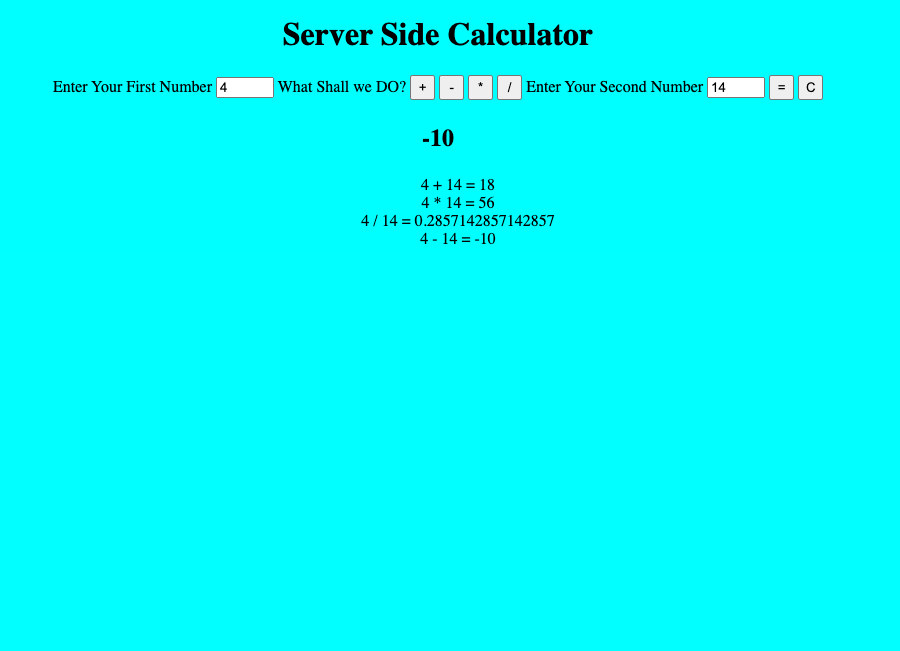 Server Side Calculator
Enter Your First Number 4 What Shall we DO? + - * / Enter Your Second Number 14 = C
-10
4 + 14 = 18
4 * 14 = 56
4 / 14 = 0.2857142857142857
4 - 14 = -10